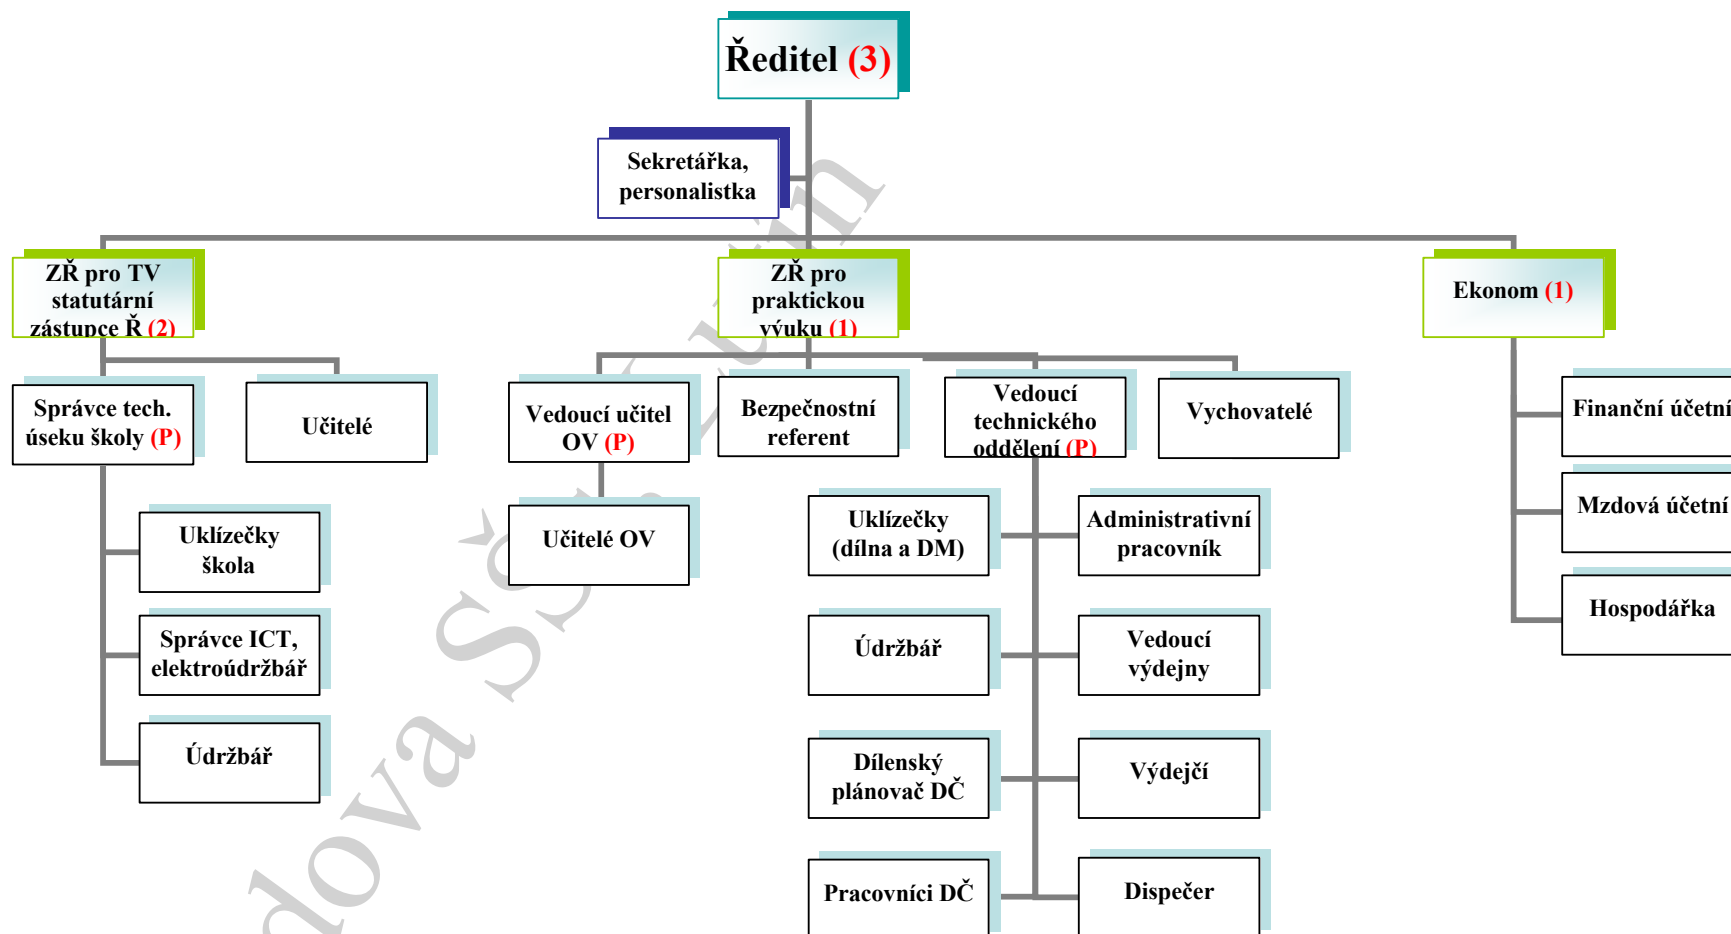 Ředitel (3)
Sekretářka,
personalistka
ZŘ pro TV
statutární
zástupce Ř (2)
ZŘ pro
praktickou
výuku (1)
Ekonom (1)
Správce tech.
úseku školy (P)
Učitelé
Vedoucí učitel
OV (P)
Bezpečnostní
referent
Vedoucí
technického
oddělení (P)
Vychovatelé
Finanční účetní
Mzdová účetní
Hospodářka
Uklízečky
škola
Správce ICT,
elektroúdržbář
Údržbář
Učitelé OV
Uklízečky
(dílna a DM)
Administrativní
pracovník
Údržbář
Vedoucí
výdejny
Dílenský
plánovač DČ
Výdejčí
Pracovníci DČ
Dispečer